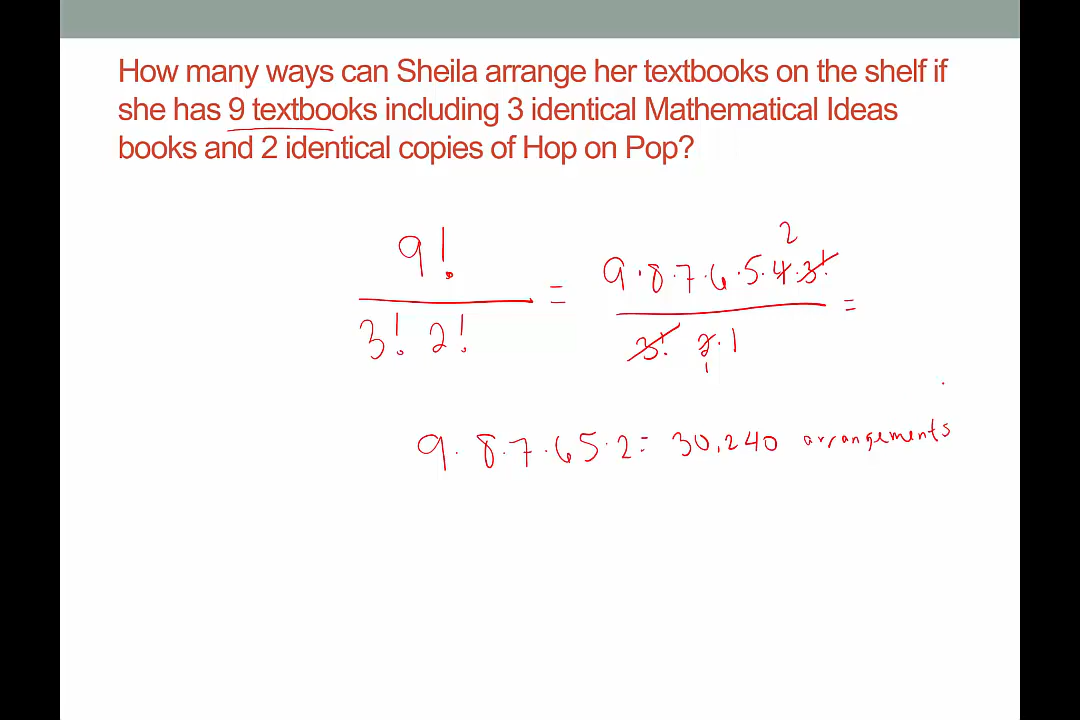 How many ways can Sheila arrange her textbooks on the shelf if
she has 9 textbooks including 3 identical Mathematical Ideas
books and 2 identical copies of Hop on Pop?
2
9! = 9·8·7·6·5·4·3! =
3! 2! 3! 2·1
1
9·8·7·65·2= 30,240 arrangements